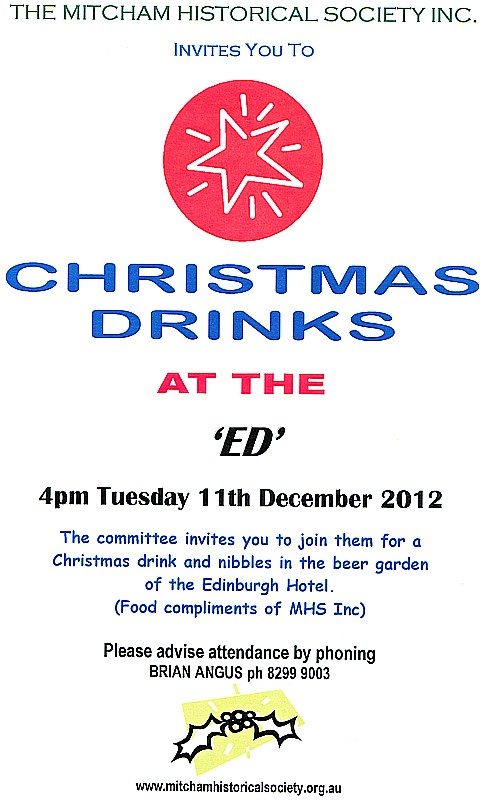 THE MITCHAM HISTORICAL SOCIETY INC.
INVITES YOU TO
CHRISTMAS
DRINKS
AT THE
'ED'
4pm Tuesday 11th December 2012
The committee invites you to join them for a
Christmas drink and nibbles in the beer garden
of the Edinburgh Hotel.
(Food compliments of MHS Inc)
Please advise attendance by phoning
BRIAN ANGUS ph 8299 9003
www.mitchamhistoricalsociety.org.au